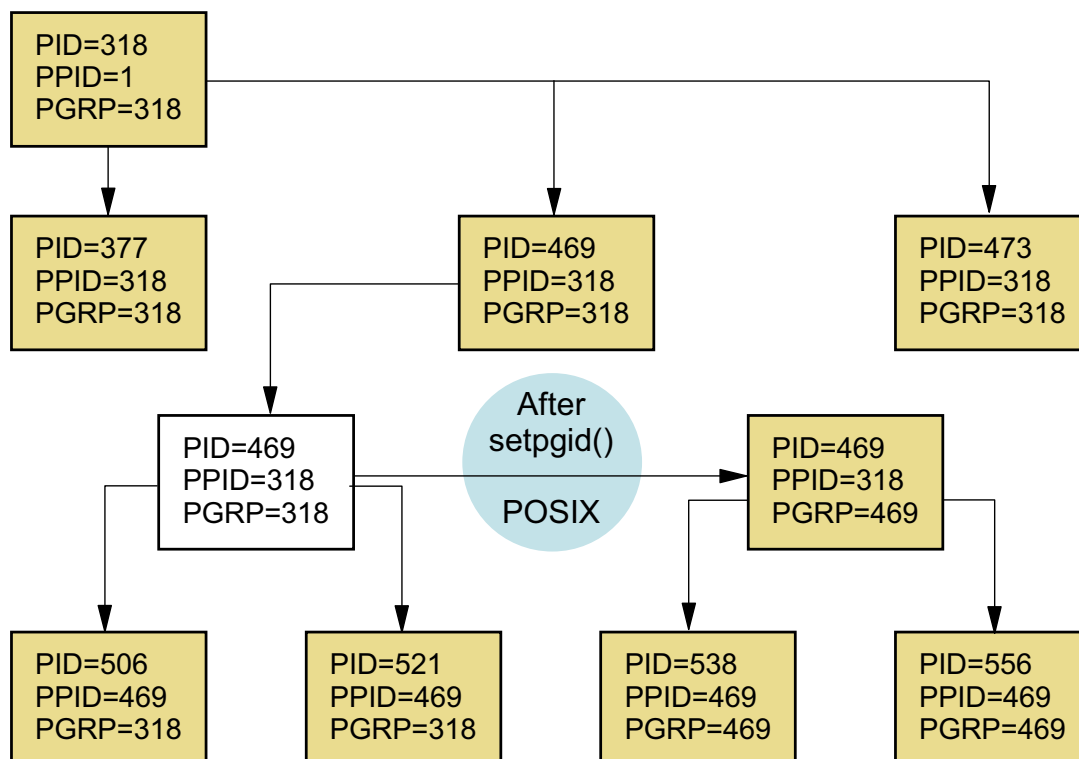 PID=318
PPID=1
PGRP=318
PID=377
PPID=318
PGRP=318
PID=469
PPID=318
PGRP=318
PID=473
PPID=318
PGRP=318
PID=469
PPID=318
PGRP=318
After
setpgid()
POSIX
PID=469
PPID=318
PGRP=469
PID=506
PPID=469
PGRP=318
PID=521
PPID=469
PGRP=318
PID=538
PPID=469
PGRP=469
PID=556
PPID=469
PGRP=469